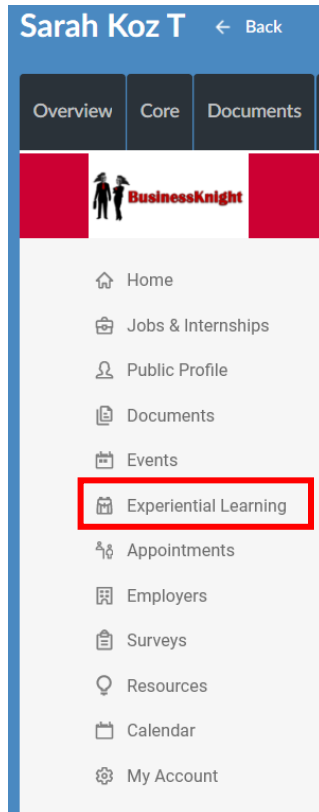 Sarah Koz T ← Back
Overview Core Documents
BusinessKnight
Home
Jobs & Internships
Public Profile
Documents
Events
Experiential Learning
Appointments
Employers
Surveys
Resources
Calendar
My Account